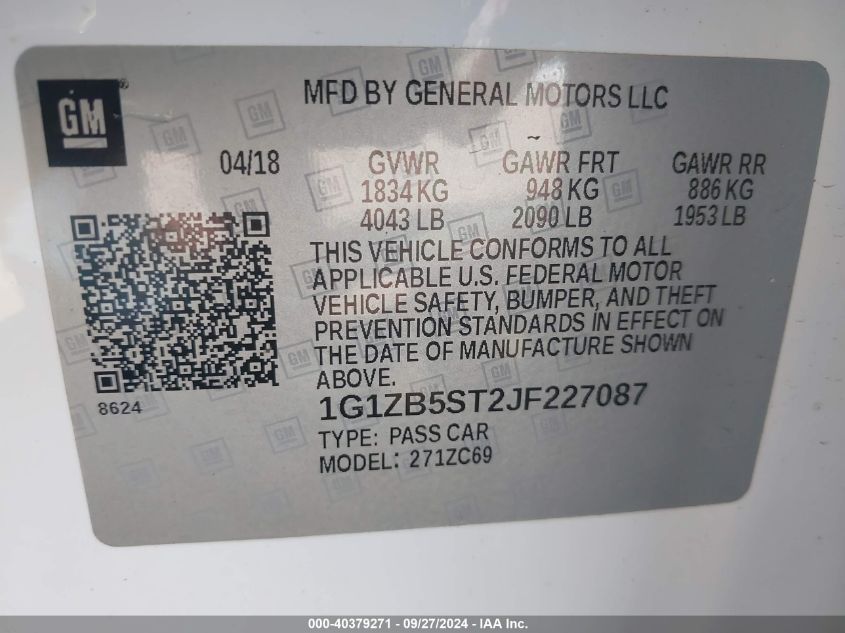 GM®
MFD BY GENERAL MOTORS LLC
~
04/18 GVWR GAWR FRT GAWR RR
1834 KG 948 KG 886 KG
4043 LB 2090 LB 1953 LB
THIS VEHICLE CONFORMS TO ALL
APPLICABLE U.S. FEDERAL MOTOR
VEHICLE SAFETY, BUMPER, AND THEFT
PREVENTION STANDARDS IN EFFECT ON
THE DATE OF MANUFACTURE SHOWN
ABOVE.
8624
1G1ZB5ST2JF227087
TYPE: PASS CAR
MODEL: 271ZC69
000-40379271 - 09/27/2024 - IAA Inc.